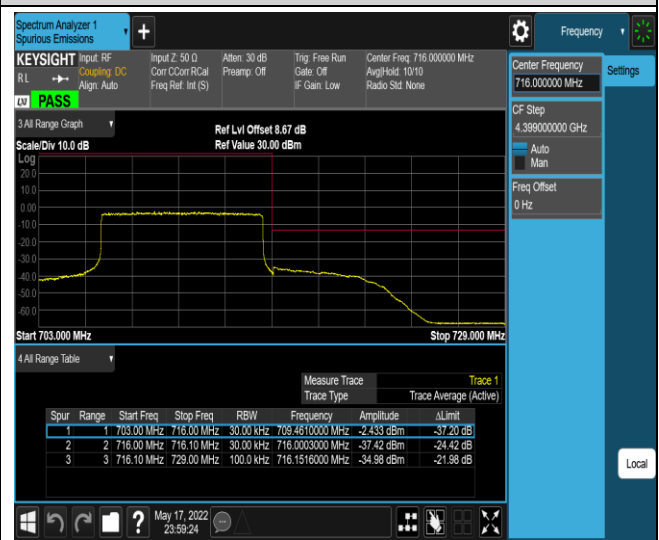 Spectrum Analyzer 1
Spurious Emissions
+
Frequency
KEYSIGHT Input: RF Input Z: 50 Ω Atten: 30 dB Trig: Free Run Center Freq: 716.000000 MHz
RL Coupling: DC Corr CCorr RCal Preamp: Off Gate: Off Avg|Hold: 10/10
Align: Auto Freq Ref: Int (S) IF Gain: Low Radio Std: None
LXI PASS
Center Frequency
716.000000 MHz
Settings
CF Step
4.399000000 GHz
Auto
Man
Freq Offset
0 Hz
3 All Range Graph
Ref Lvl Offset 8.67 dB
Scale/Div 10.0 dB Ref Value 30.00 dBm
Log
20.0
10.0
0.00
-10.0
-20.0
-30.0
-40.0
-50.0
-60.0
Start 703.000 MHz Stop 729.000 MHz
4 All Range Table
Measure Trace Trace 1
Trace Type Trace Average (Active)
Spur Range Start Freq Stop Freq RBW Frequency Amplitude ΔLimit
1 1 703.00 MHz 716.00 MHz 30.00 kHz 709.4610000 MHz -2.433 dBm -37.20 dB
2 2 716.00 MHz 716.10 MHz 30.00 kHz 716.0003000 MHz -37.42 dBm -24.42 dB
3 3 716.10 MHz 729.00 MHz 100.0 kHz 716.1516000 MHz -34.98 dBm -21.98 dB
Local
?
May 17, 2022
23:59:24